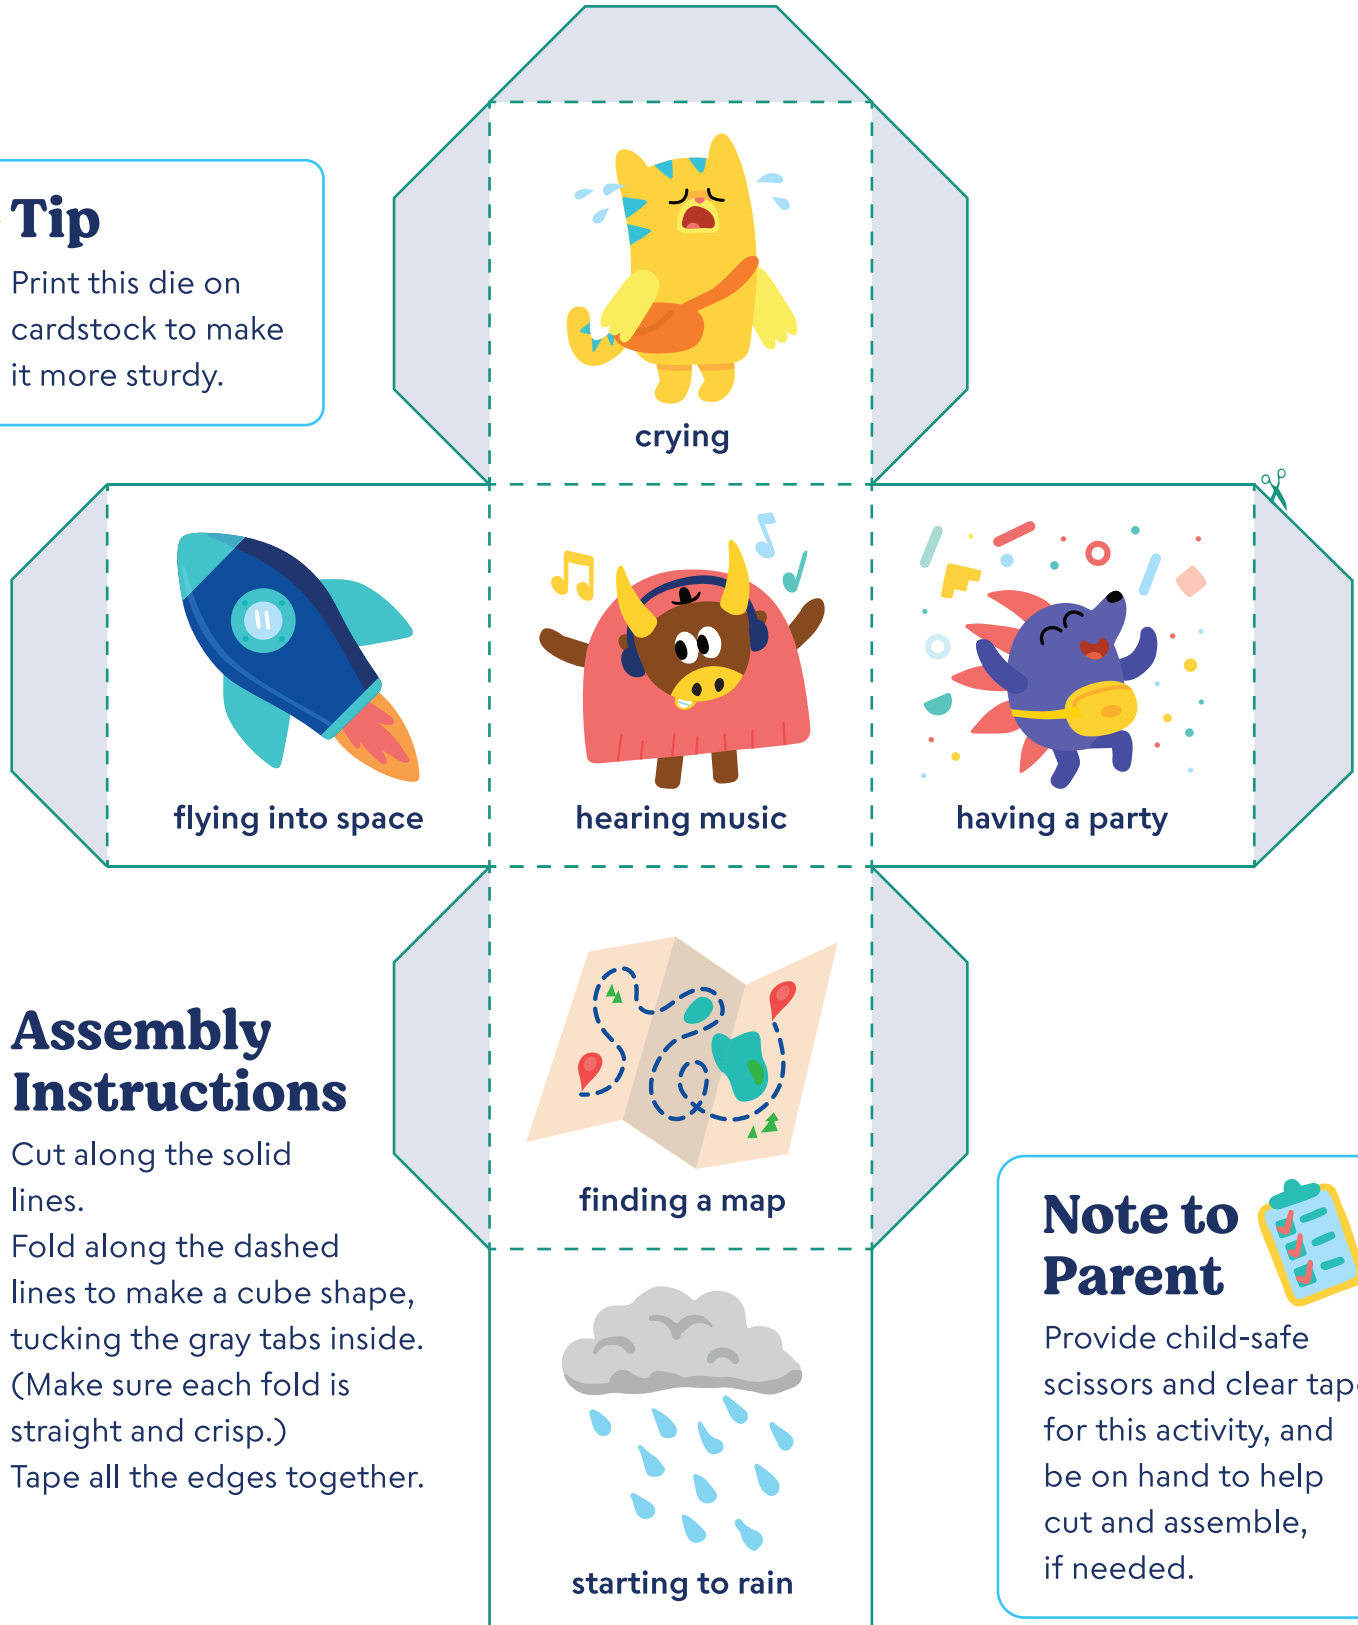 Tip
Print this die on
cardstock to make
it more sturdy.
crying
flying into space
hearing music
having a party
finding a map
starting to rain
Assembly
Instructions
Cut along the solid
lines.
Fold along the dashed
lines to make a cube shape,
tucking the gray tabs inside.
(Make sure each fold is
straight and crisp.)
Tape all the edges together.
Note to
Parent
Provide child-safe
scissors and clear tape
for this activity, and
be on hand to help
cut and assemble,
if needed.